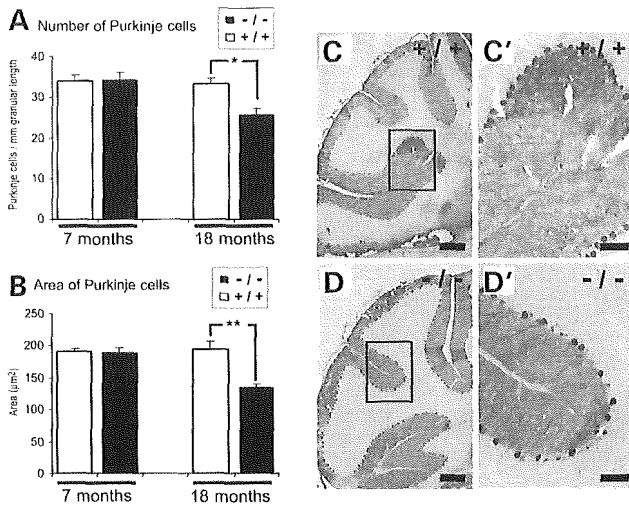 A Number of Purkinje cells
- / -
+ / +
Purkinje cells / mm granular length
40
30
20
10
0
*
7 months
18 months
B Area of Purkinje cells
- / -
+ / +
Area (µm²)
250
200
150
100
50
0
**
7 months
18 months
C
+ / +
C'
+ / +
D
/ -
D'
- / -